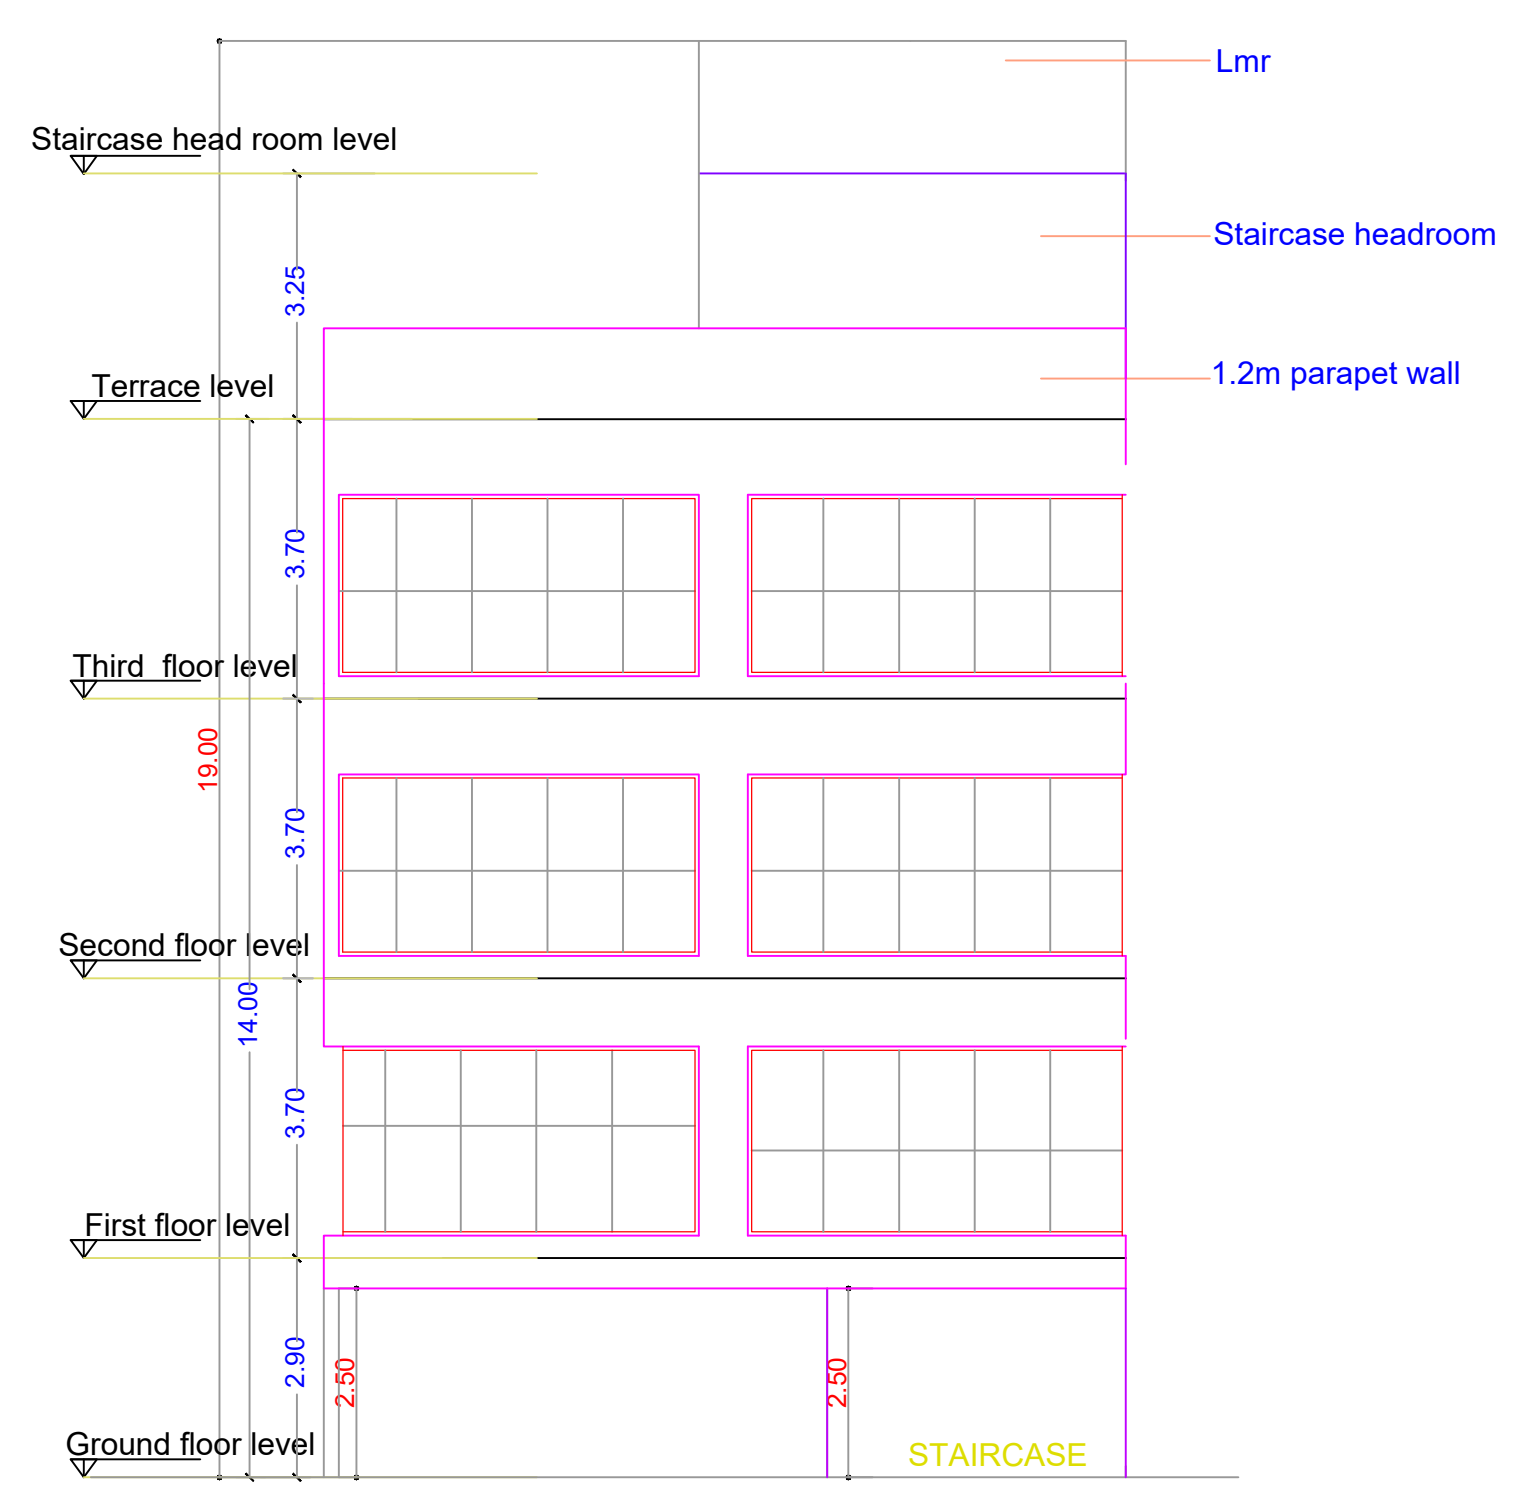 Lmr
Staircase head room level
Staircase headroom
3.25
1.2m parapet wall
Terrace level
3.70
Third  floor level
19.00
3.70
Second floor level
14.00
3.70
First floor level
2.90
2.50
2.50
Ground floor level
STAIRCASE